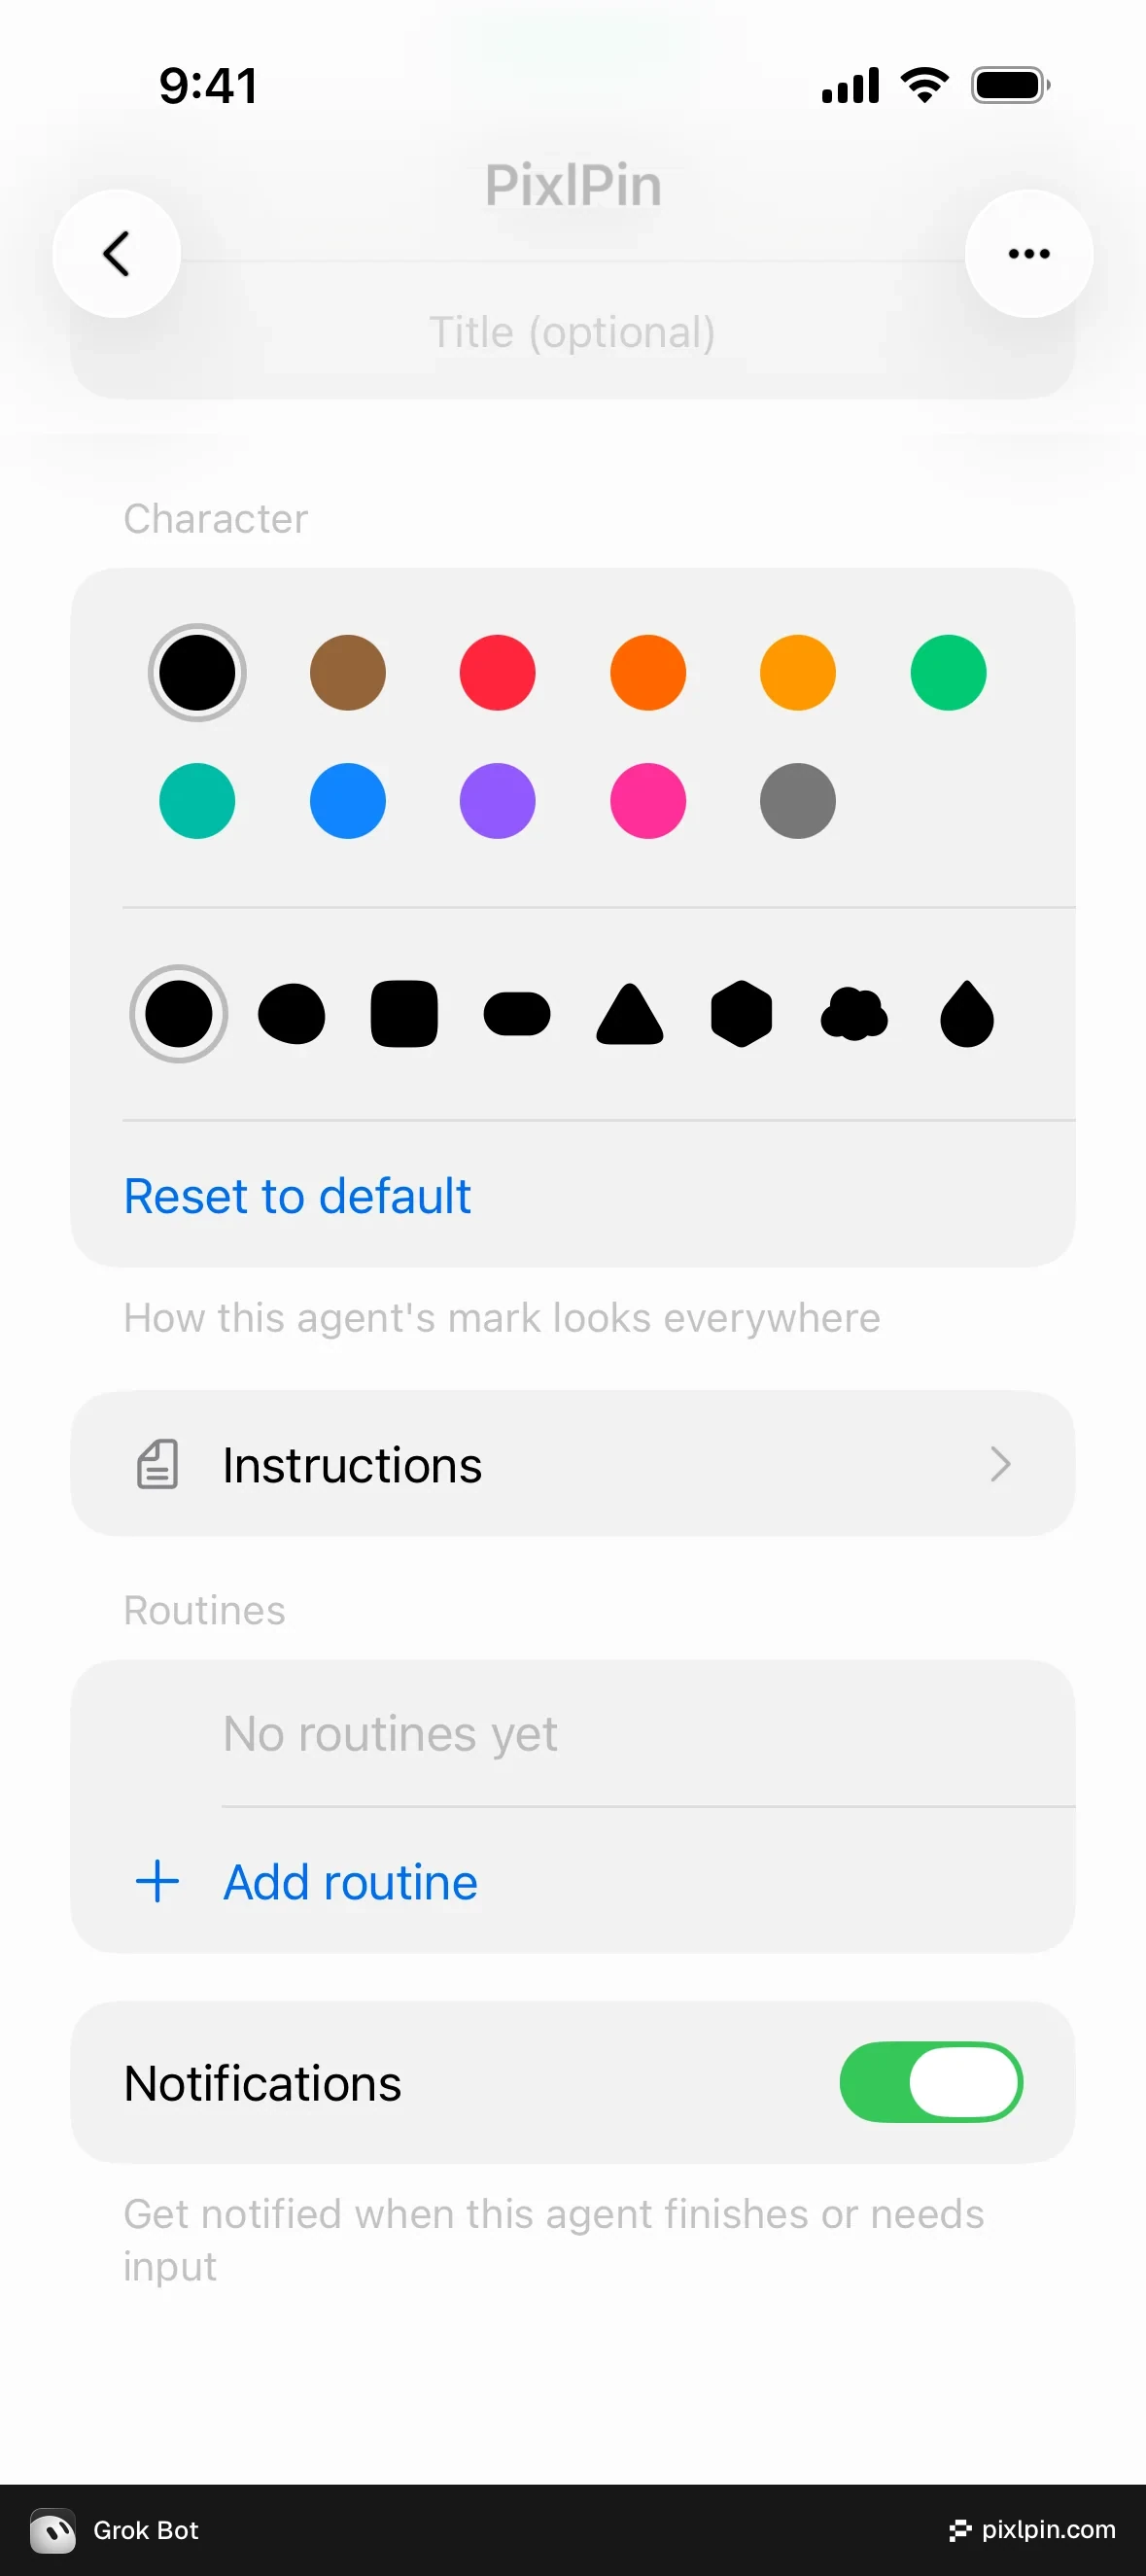 9:41
PixlPin
Title (optional)
Character
Reset to default
How this agent's mark looks everywhere
Instructions
Routines
No routines yet
Add routine
Notifications
Get notified when this agent finishes or needs
input
Grok Bot
pixlpin.com